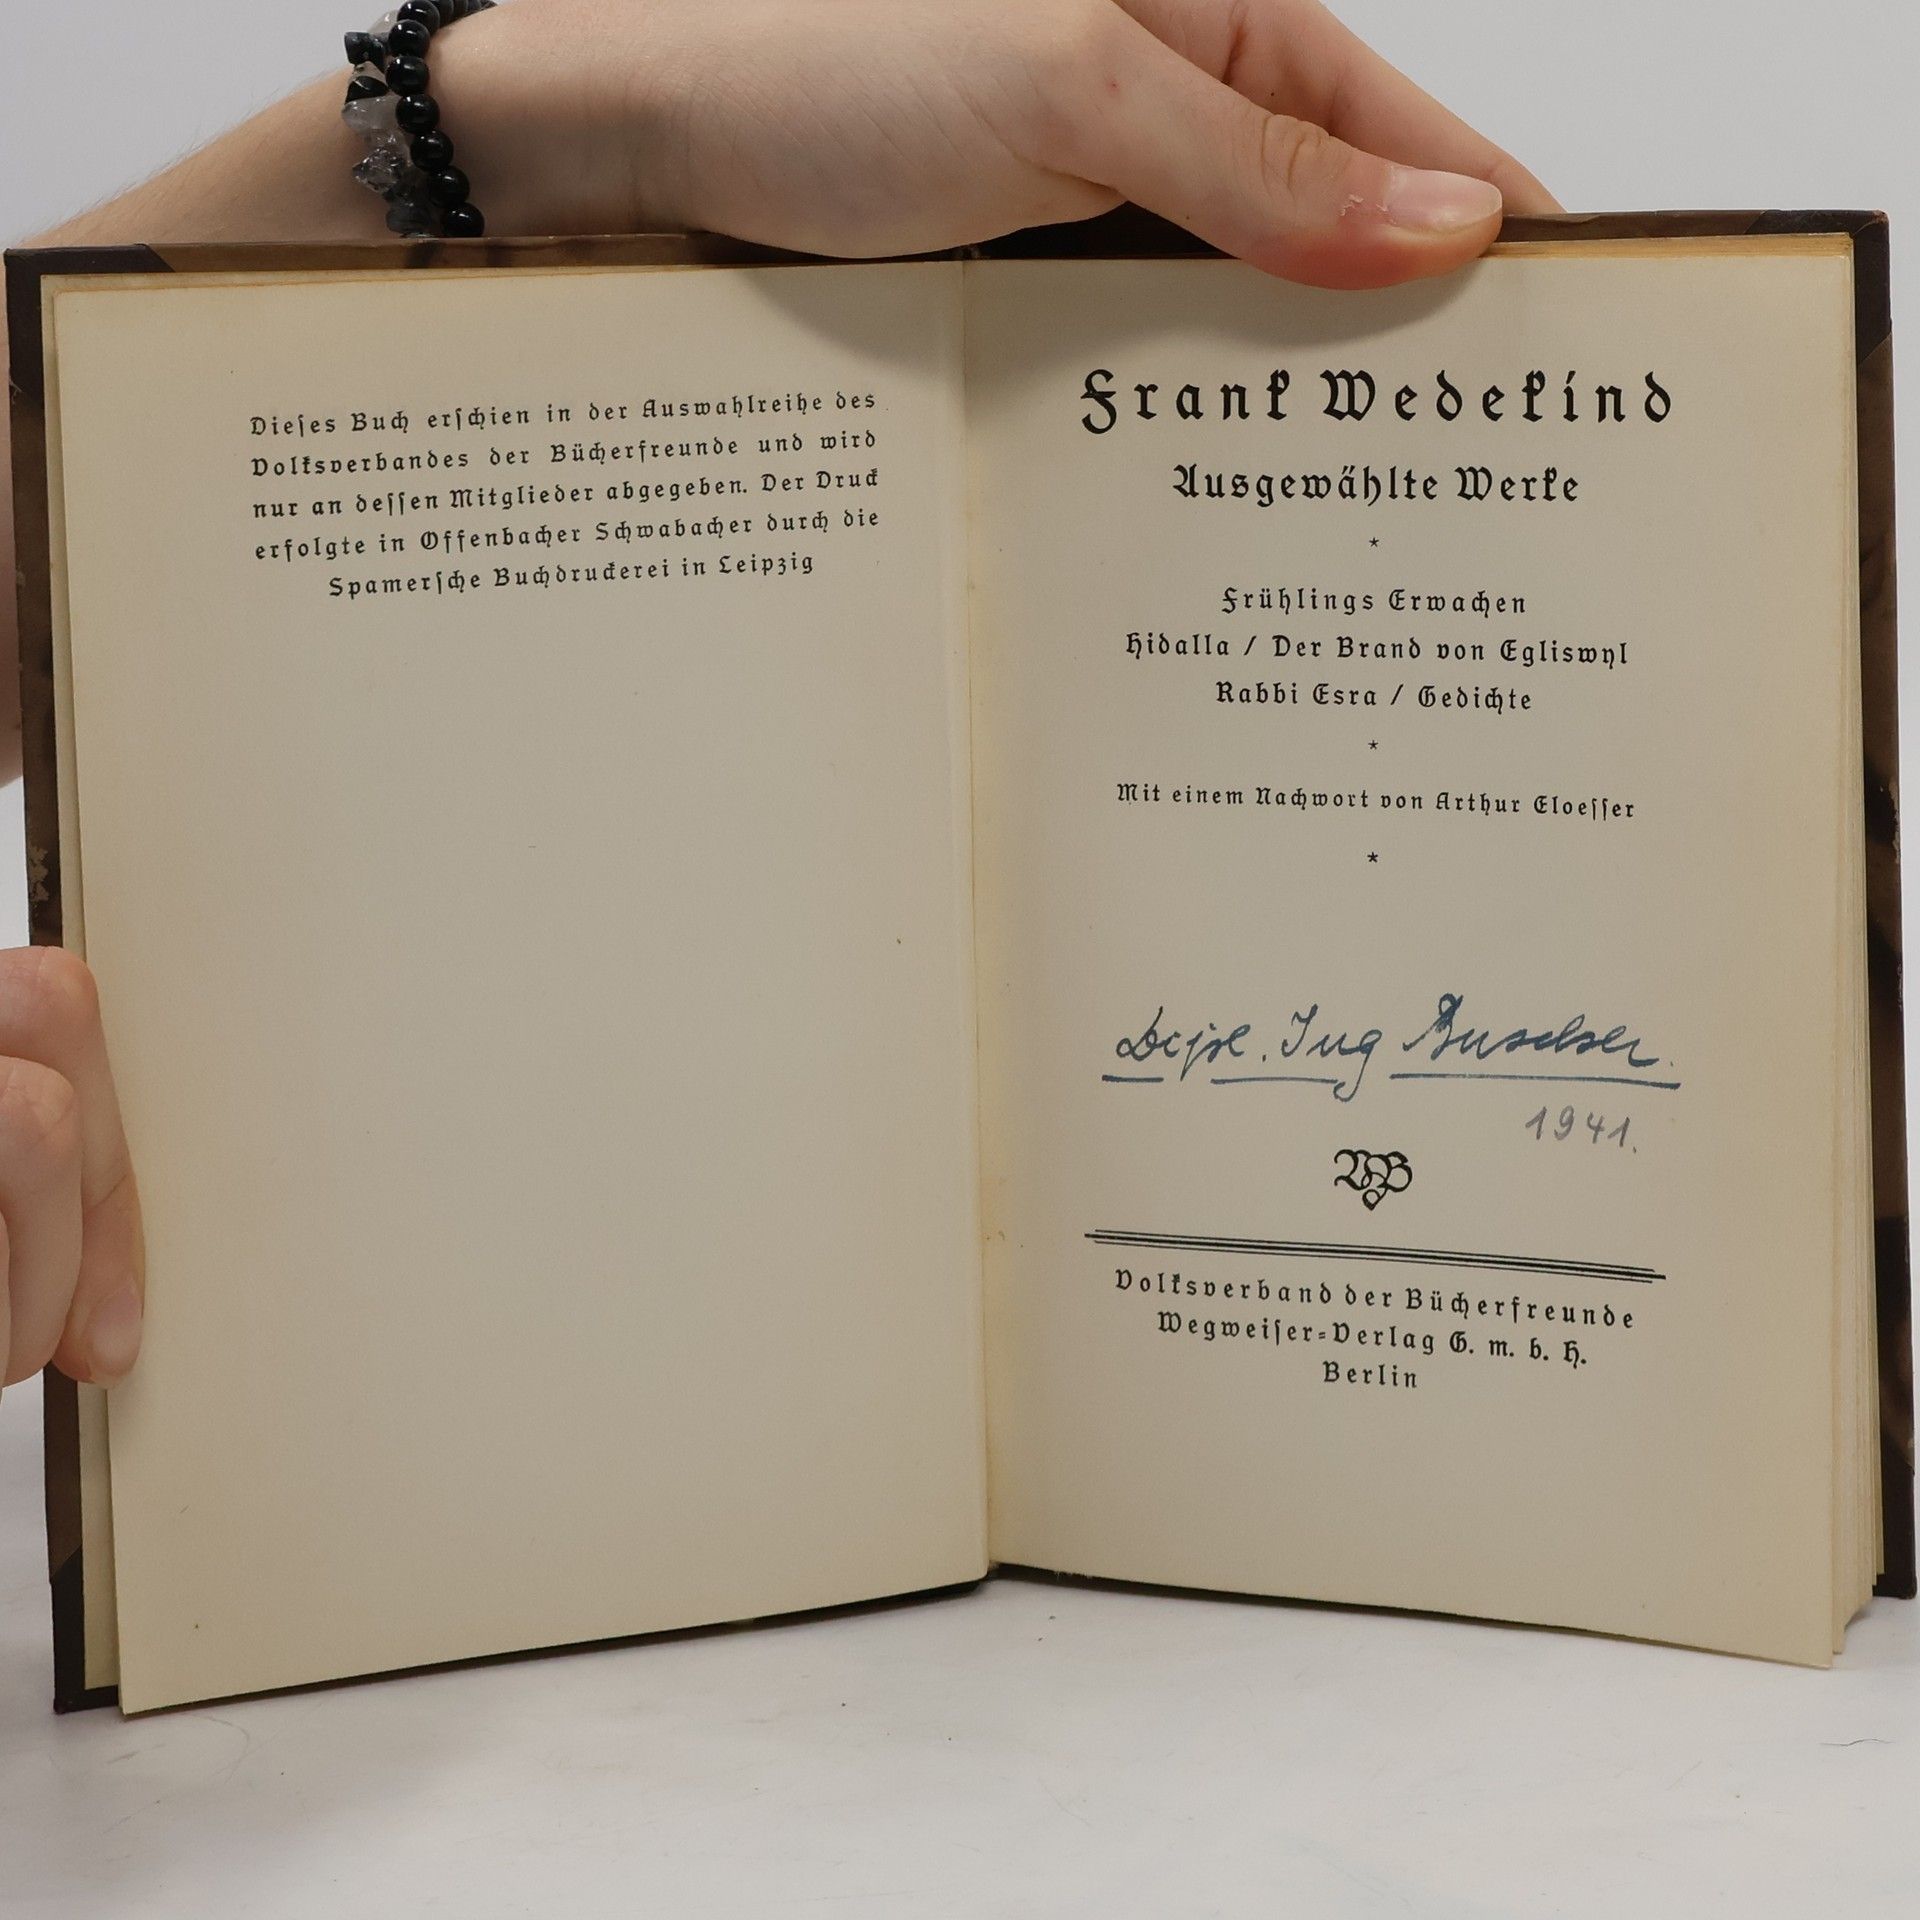 Dieſes Buch erſchien in der Auswahlreihe des
Volksverbandes der Bücherfreunde und wird
nur an deſſen Mitglieder abgegeben. Der Druck
erfolgte in Offenbacher Schwabacher durch die
Spamerſche Buchdruckerei in Leipzig
Frank Wedekind
Ausgewählte Werke
*
Frühlings Erwachen
Hidalla / Der Brand von Egliswyl
Rabbi Esra / Gedichte
*
Mit einem Nachwort von Arthur Eloeſſer
*
Dipl. Ing
1941.
VB
Volksverband der Bücherfreunde
Wegweiſer-Verlag G. m. b. H.
Berlin